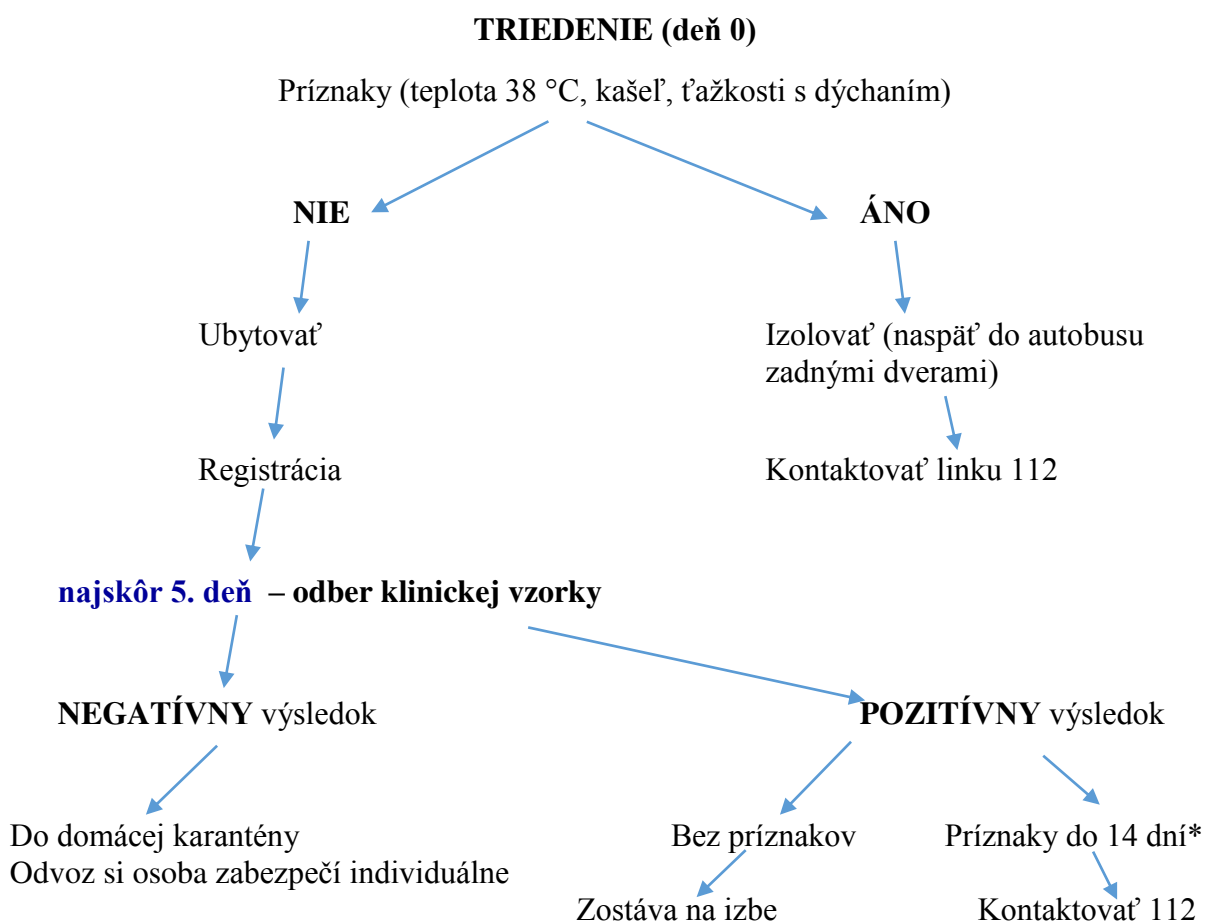 TRIEDENIE (deň 0)
Príznaky (teplota 38 °C, kašeľ, ťažkosti s dýchaním)
NIE
ÁNO
Ubytovať
Izolovať (naspäť do autobusu
zadnými dverami)
Registrácia
Kontaktovať linku 112
najskôr 5. deň – odber klinickej vzorky
NEGATÍVNY výsledok
POZITÍVNY výsledok
Do domácej karantény
Odvoz si osoba zabezpečí individuálne
Bez príznakov
Príznaky do 14 dní*
Zostáva na izbe
Kontaktovať 112